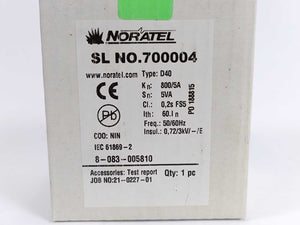 NORATEL
SL NO.700004
www.noratel.com Type: D40
Kn: 800/5A
Sn: 5VA
Cl.: 0,2s FS5
Ith: 60.In
Freq.: 50/60Hz
Insul.: 0,72/3kV/-/E
PO 188815
Pb
COO: NIN
IEC 61869-2
8-083-005810
Accessories: Test report Qty: 1 pc
JOB NO:21-0227-01